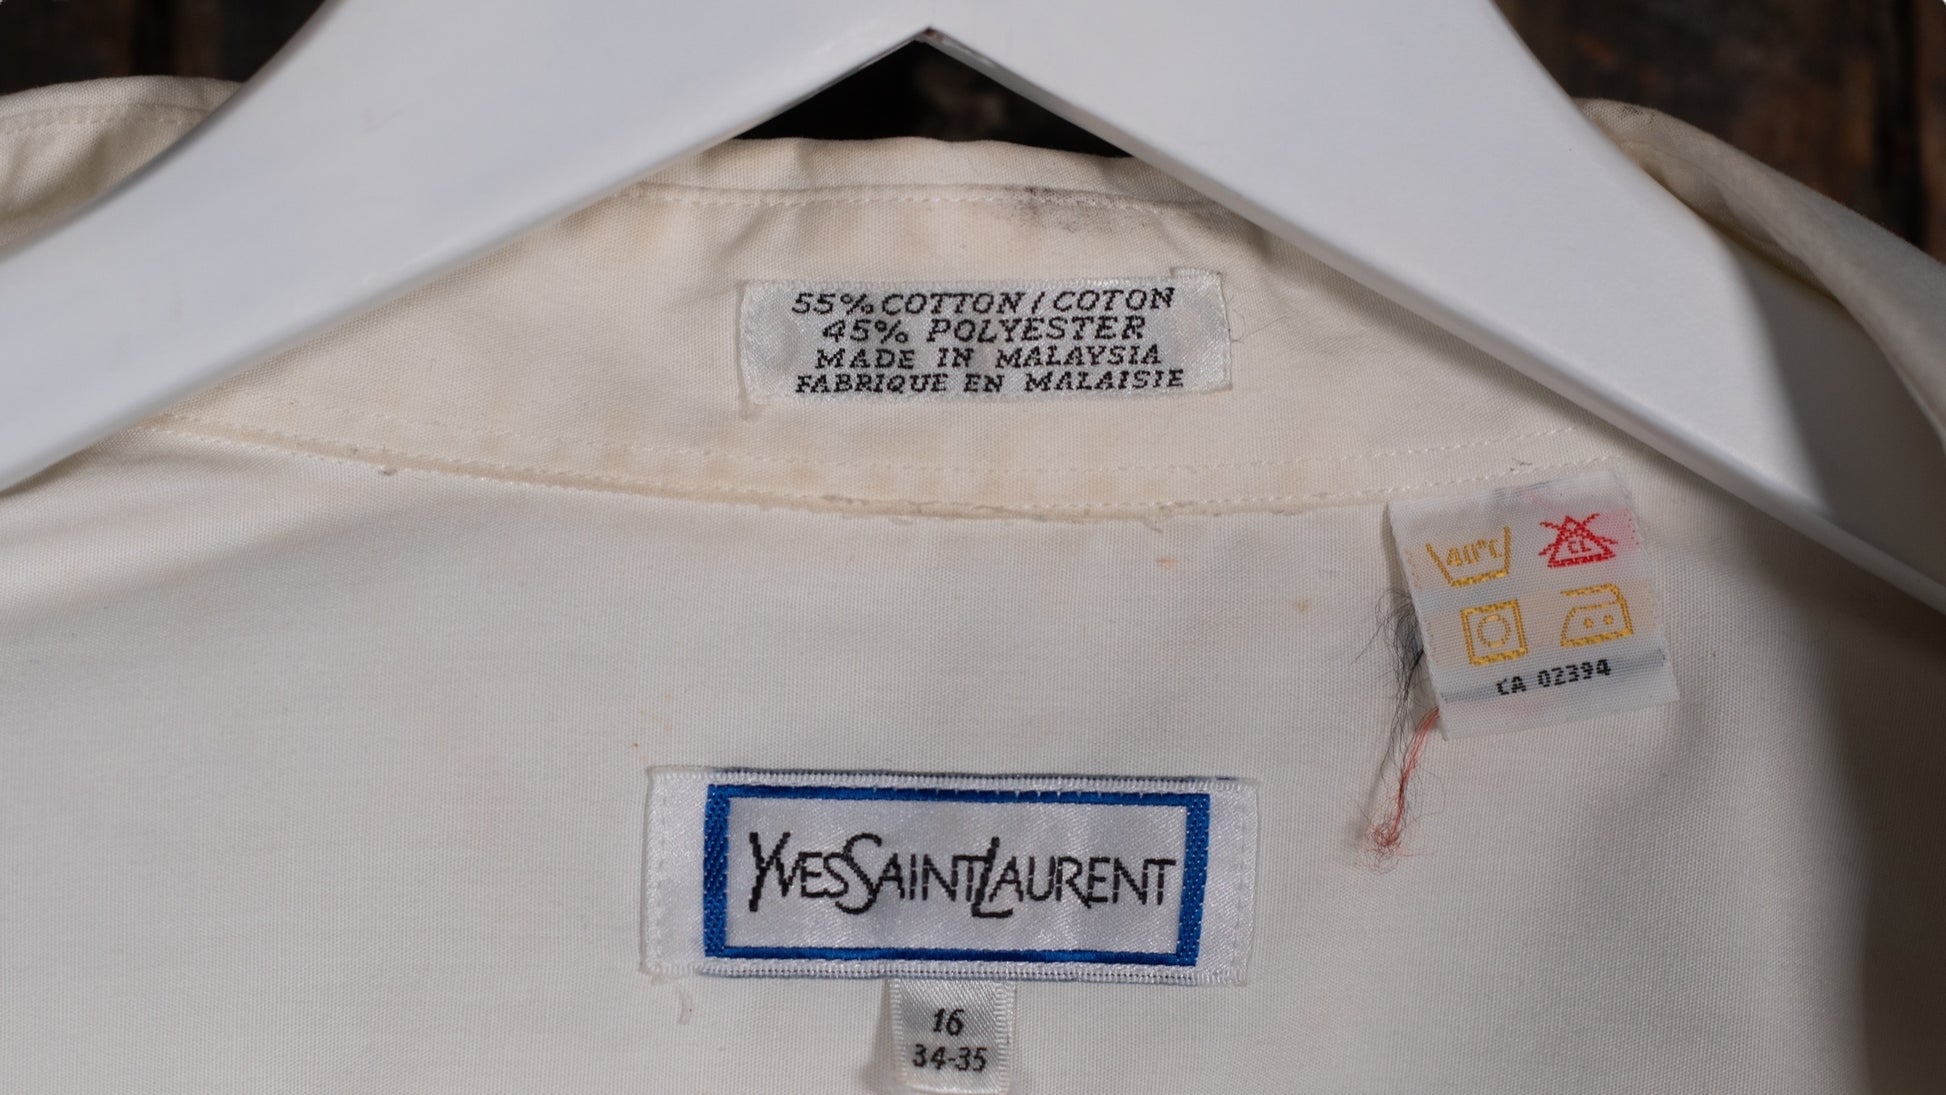 55% COTTON / COTON
45% POLYESTER
MADE IN MALAYSIA
FABRIQUE EN MALAISIE
40°C
CL
CA 02394
YVESSAINTLAURENT
16
34-35